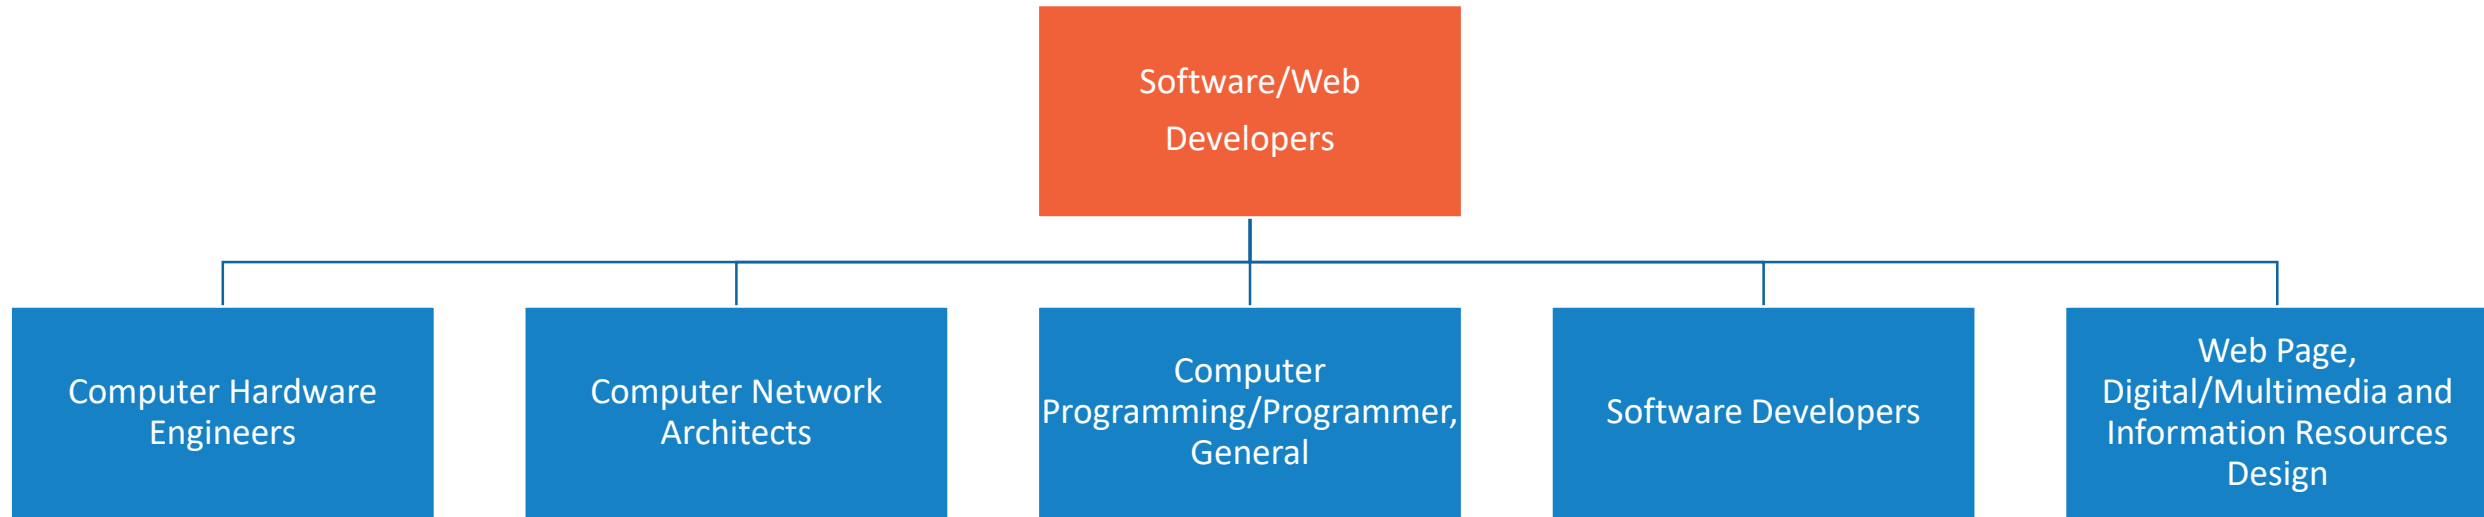 Software/Web
Developers
Computer Hardware
Engineers
Computer Network
Architects
Computer
Programming/Programmer,
General
Software Developers
Web Page,
Digital/Multimedia and
Information Resources
Design